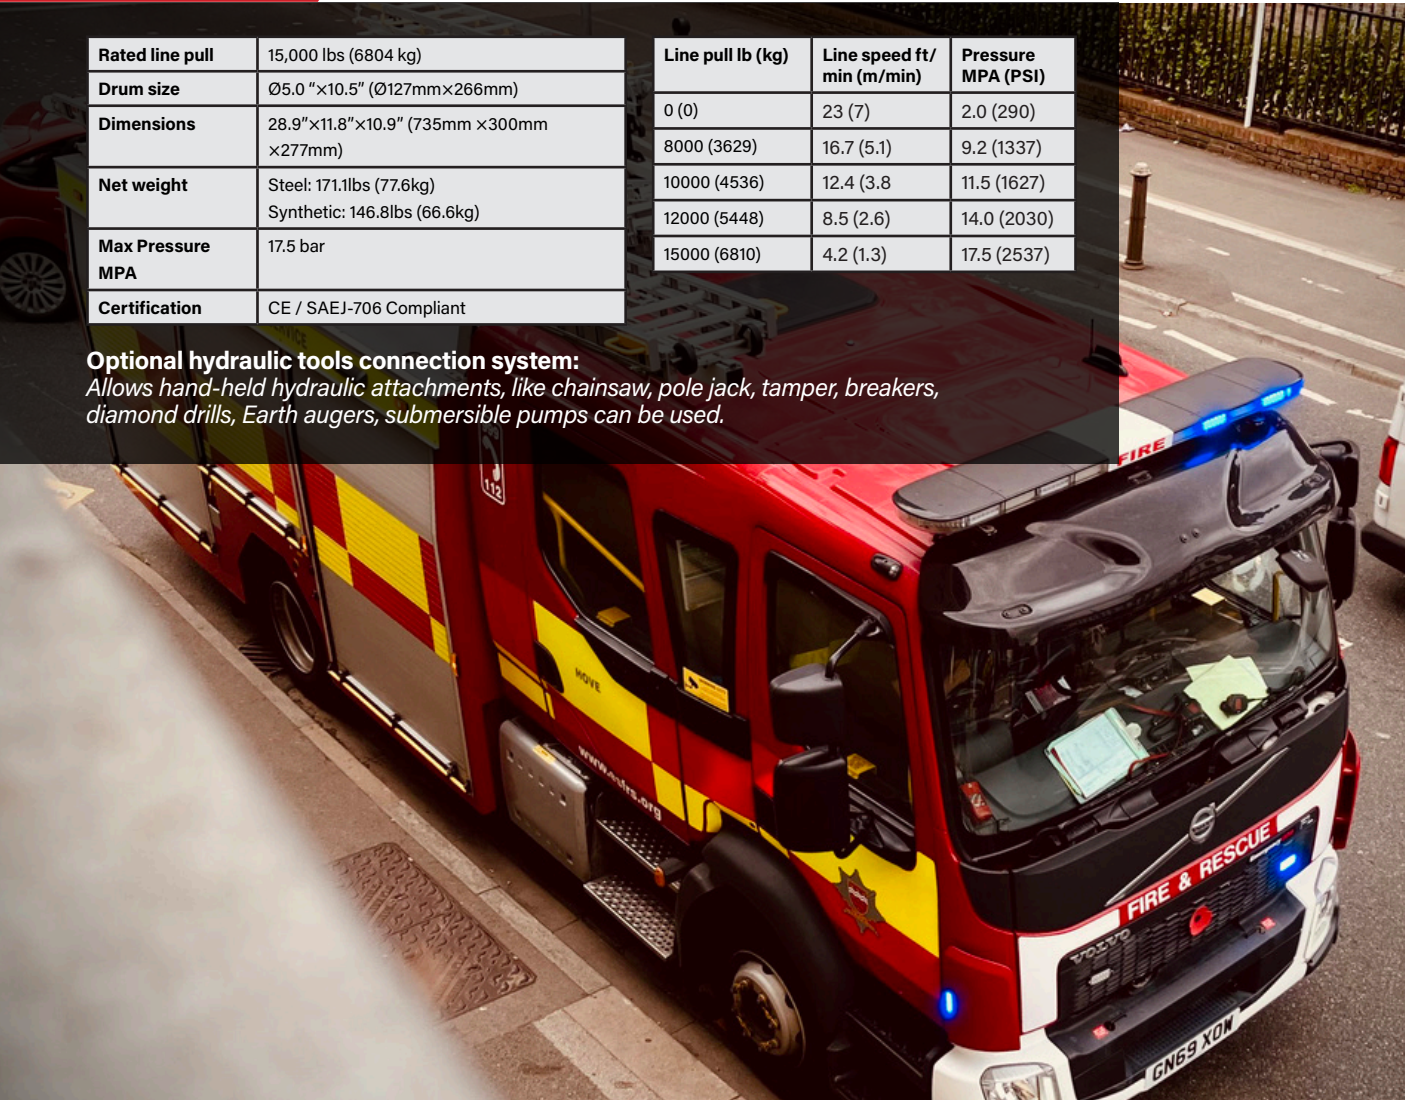 Rated line pull 15,000 lbs (6804 kg)
Drum size Ø5.0 “×10.5” (Ø127mm×266mm)
Dimensions 28.9”×11.8”×10.9” (735mm ×300mm
×277mm)
Net weight Steel: 171.1lbs (77.6kg)
Synthetic: 146.8lbs (66.6kg)
Max Pressure 17.5 bar
MPA
Certification CE / SAEJ-706 Compliant
Line pull lb (kg) Line speed ft/ Pressure
min (m/min) MPA (PSI)
0 (0) 23 (7) 2.0 (290)
8000 (3629) 16.7 (5.1) 9.2 (1337)
10000 (4536) 12.4 (3.8 11.5 (1627)
12000 (5448) 8.5 (2.6) 14.0 (2030)
15000 (6810) 4.2 (1.3) 17.5 (2537)
Optional hydraulic tools connection system:
Allows hand-held hydraulic attachments, like chainsaw, pole jack, tamper, breakers,
diamond drills, Earth augers, submersible pumps can be used.
FIRE
112
MOVE
www.esfrs.org
FIRE & RESCUE
VOLVO
GN69 XOW